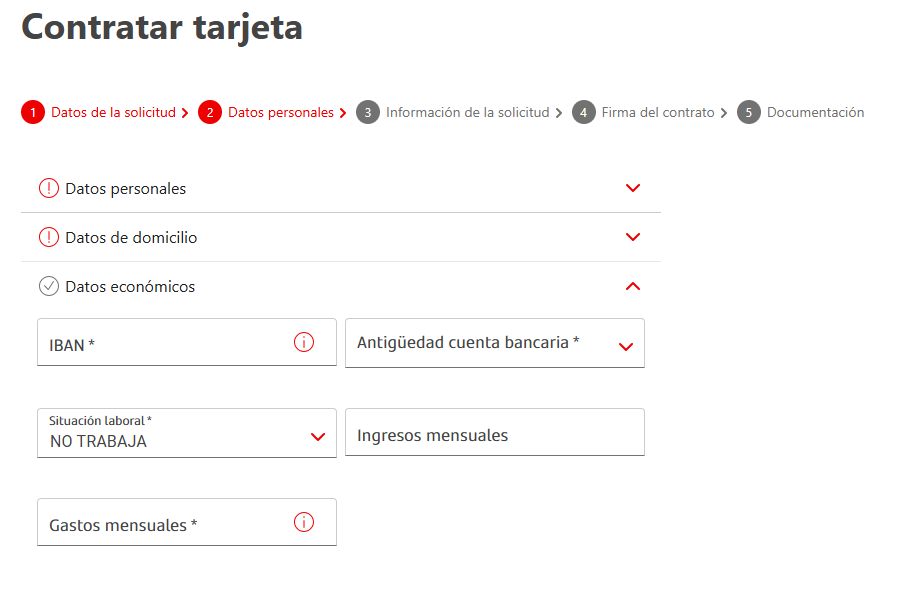 Contratar tarjeta
1 Datos de la solicitud 2 Datos personales 3 Información de la solicitud 4 Firma del contrato 5 Documentación
Datos personales
Datos de domicilio
Datos económicos
IBAN * Antigüedad cuenta bancaria *
Situación laboral *
NO TRABAJA Ingresos mensuales
Gastos mensuales *